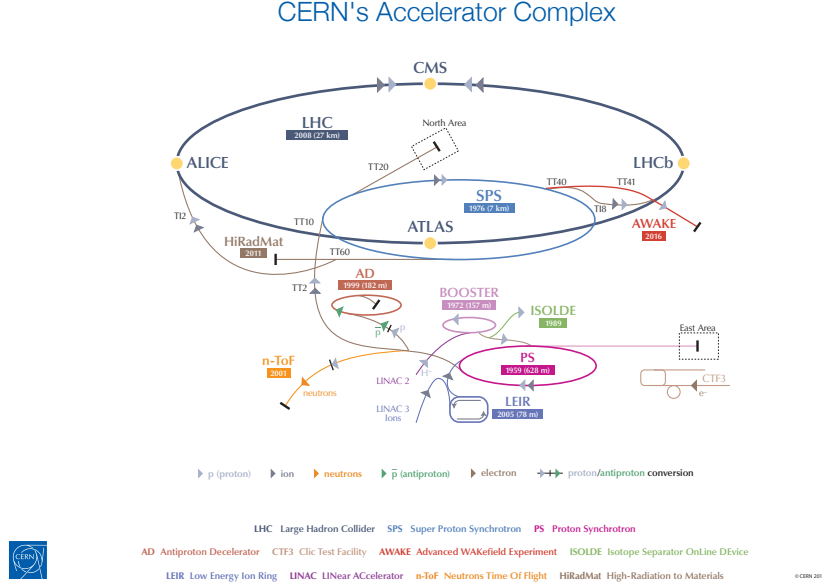 CERN's Accelerator Complex
CMS
LHC
2008 (27 km)
North Area
ALICE
LHCb
TT20
TT40
TT41
SPS
1976 (7 km)
TI8
TI2
TT10
ATLAS
AWAKE
2016
HiRadMat
2011
TT60
AD
1999 (182 m)
TT2
BOOSTER
1972 (157 m)
ISOLDE
1989
p̅
p
East Area
n-ToF
2001
PS
1959 (628 m)
H⁻
neutrons
LINAC 2
CTF3
e⁻
LINAC 3
Ions
LEIR
2005 (78 m)
p (proton) ion neutrons p̅ (antiproton) electron proton/antiproton conversion
LHC Large Hadron Collider SPS Super Proton Synchrotron PS Proton Synchrotron
AD Antiproton Decelerator CTF3 Clic Test Facility AWAKE Advanced WAKefield Experiment ISOLDE Isotope Separator OnLine DEvice
LEIR Low Energy Ion Ring LINAC LINear ACcelerator n-ToF Neutrons Time Of Flight HiRadMat High-Radiation to Materials
CERN
© CERN 201